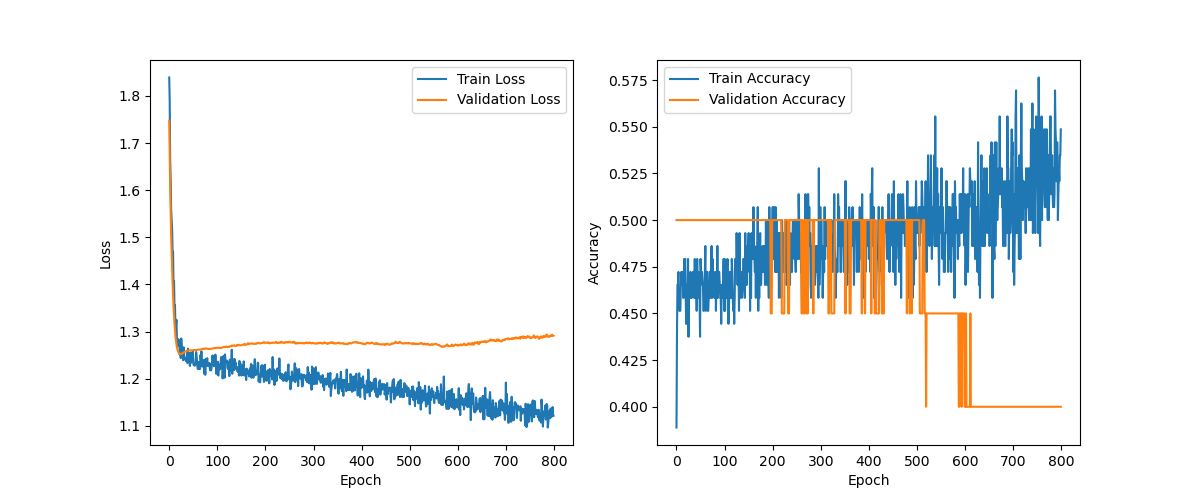 Train Loss
Validation Loss
1.8
1.7
1.6
1.5
1.4
1.3
1.2
1.1
Loss
0 100 200 300 400 500 600 700 800
Epoch
Train Accuracy
Validation Accuracy
0.575
0.550
0.525
0.500
0.475
0.450
0.425
0.400
Accuracy
0 100 200 300 400 500 600 700 800
Epoch